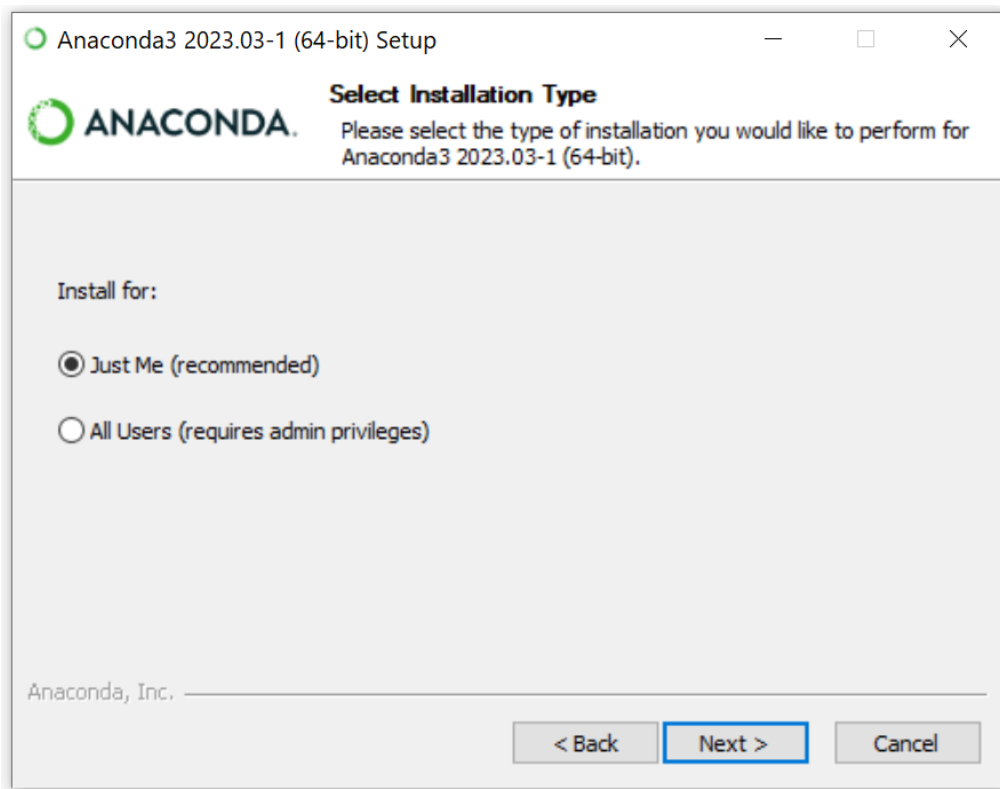 Anaconda3 2023.03-1 (64-bit) Setup
ANACONDA.
Select Installation Type
Please select the type of installation you would like to perform for
Anaconda3 2023.03-1 (64-bit).
Install for:
Just Me (recommended)
All Users (requires admin privileges)
Anaconda, Inc.
< Back
Next >
Cancel